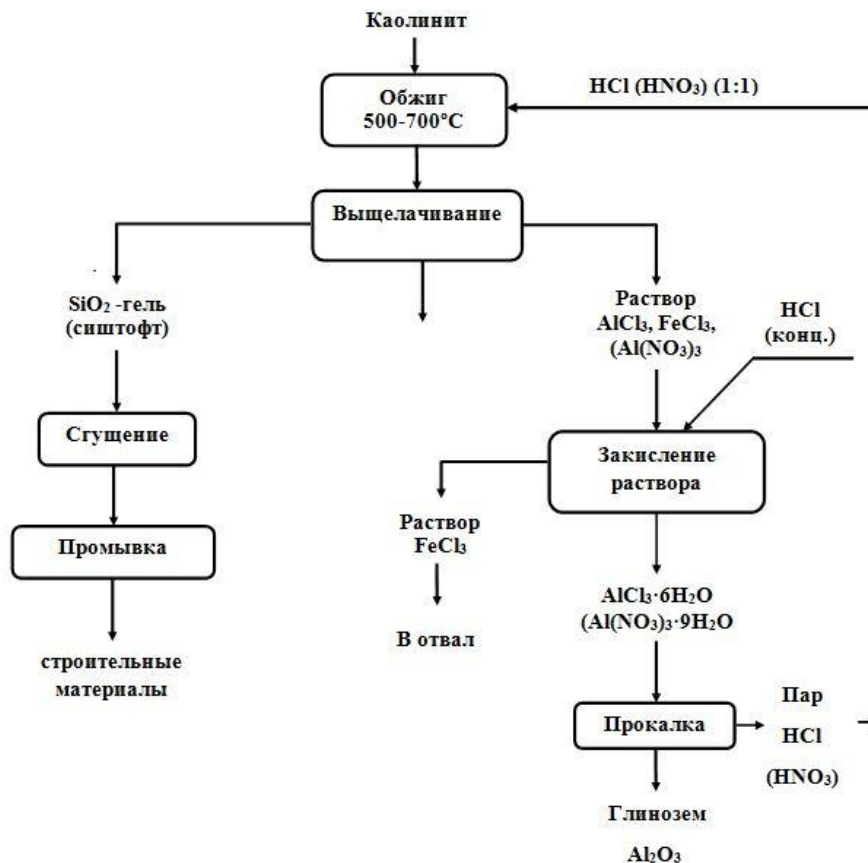 Каолинит
Обжиг
500-700°C
HCl (HNO₃) (1:1)
Выщелачивание
SiO₂ -гель
(сиштофт)
Раствор
AlCl₃, FeCl₃,
(Al(NO₃)₃
HCl
(конц.)
Сгущение
Закисление
раствора
Промывка
Раствор
FeCl₃
AlCl₃·6H₂O
(Al(NO₃)₃·9H₂O
В отвал
строительные
материалы
Прокалка
Пар
HCl
(HNO₃)
Глинозем
Al₂O₃